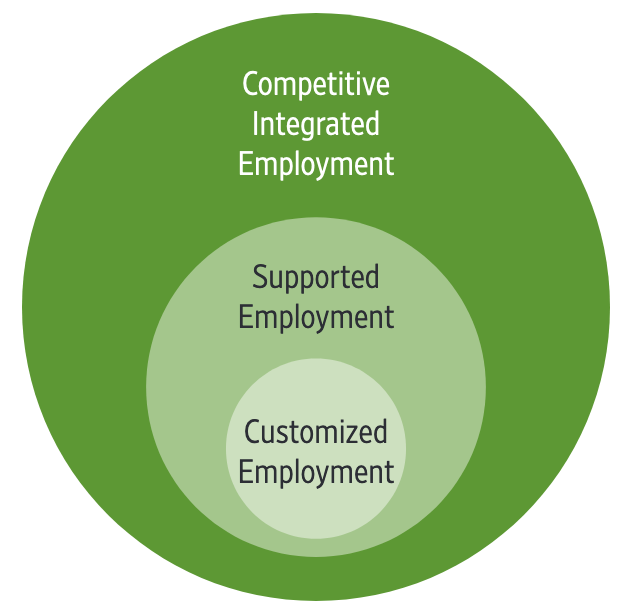 Competitive
Integrated
Employment
Supported
Employment
Customized
Employment